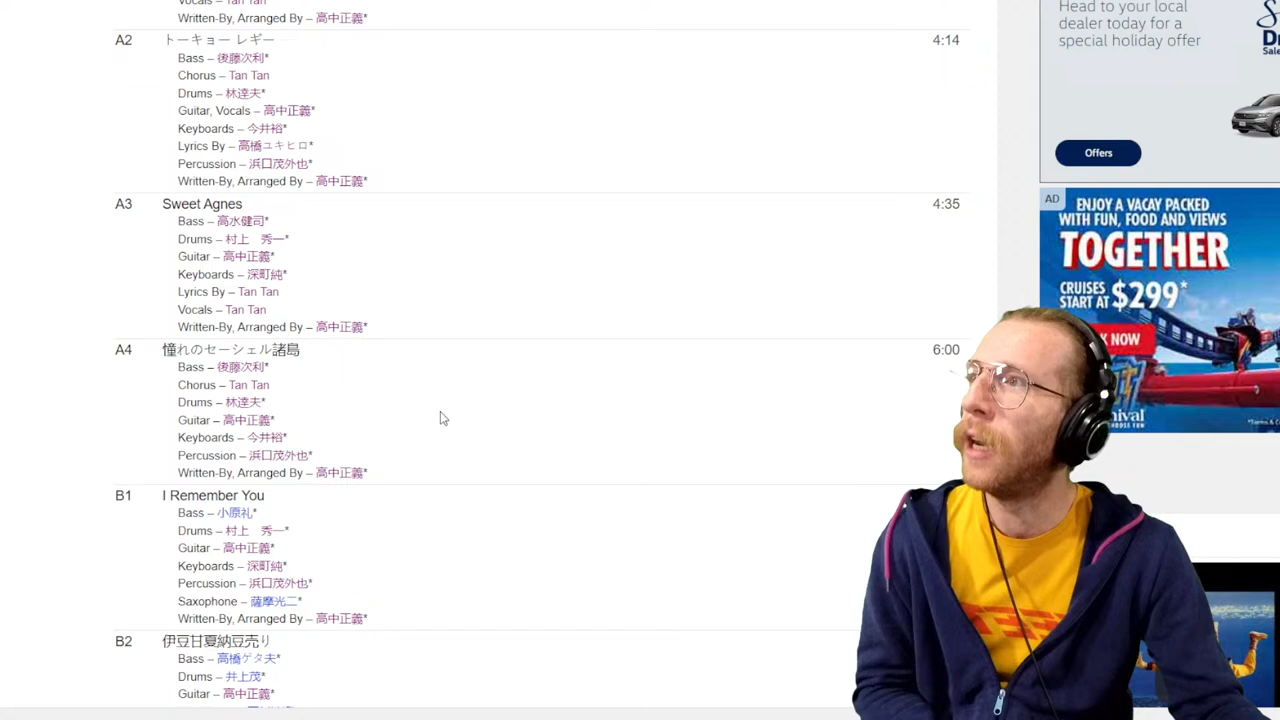 Vocals – Tan Tan
Written-By, Arranged By – 高中正義*
A2 トーキョー レギー 4:14
Bass – 後藤次利*
Chorus – Tan Tan
Drums – 林達夫*
Guitar, Vocals – 高中正義*
Keyboards – 今井裕*
Lyrics By – 高橋ユキヒロ*
Percussion – 浜口茂外也*
Written-By, Arranged By – 高中正義*
A3 Sweet Agnes 4:35
Bass – 高水健司*
Drums – 村上　秀一*
Guitar – 高中正義*
Keyboards – 深町純*
Lyrics By – Tan Tan
Vocals – Tan Tan
Written-By, Arranged By – 高中正義*
A4 憧れのセーシェル諸島 6:00
Bass – 後藤次利*
Chorus – Tan Tan
Drums – 林達夫*
Guitar – 高中正義*
Keyboards – 今井裕*
Percussion – 浜口茂外也*
Written-By, Arranged By – 高中正義*
B1 I Remember You
Bass – 小原礼*
Drums – 村上　秀一*
Guitar – 高中正義*
Keyboards – 深町純*
Percussion – 浜口茂外也*
Saxophone – 薩摩光二*
Written-By, Arranged By – 高中正義*
B2 伊豆甘夏納豆売り
Bass – 高橋ゲタ夫*
Drums – 井上茂*
Guitar – 高中正義*
Head to your local
dealer today for a
special holiday offer
Offers
AD
ENJOY A VACAY PACKED
WITH FUN, FOOD AND VIEWS
TOGETHER
CRUISES
START AT $299*
NOW